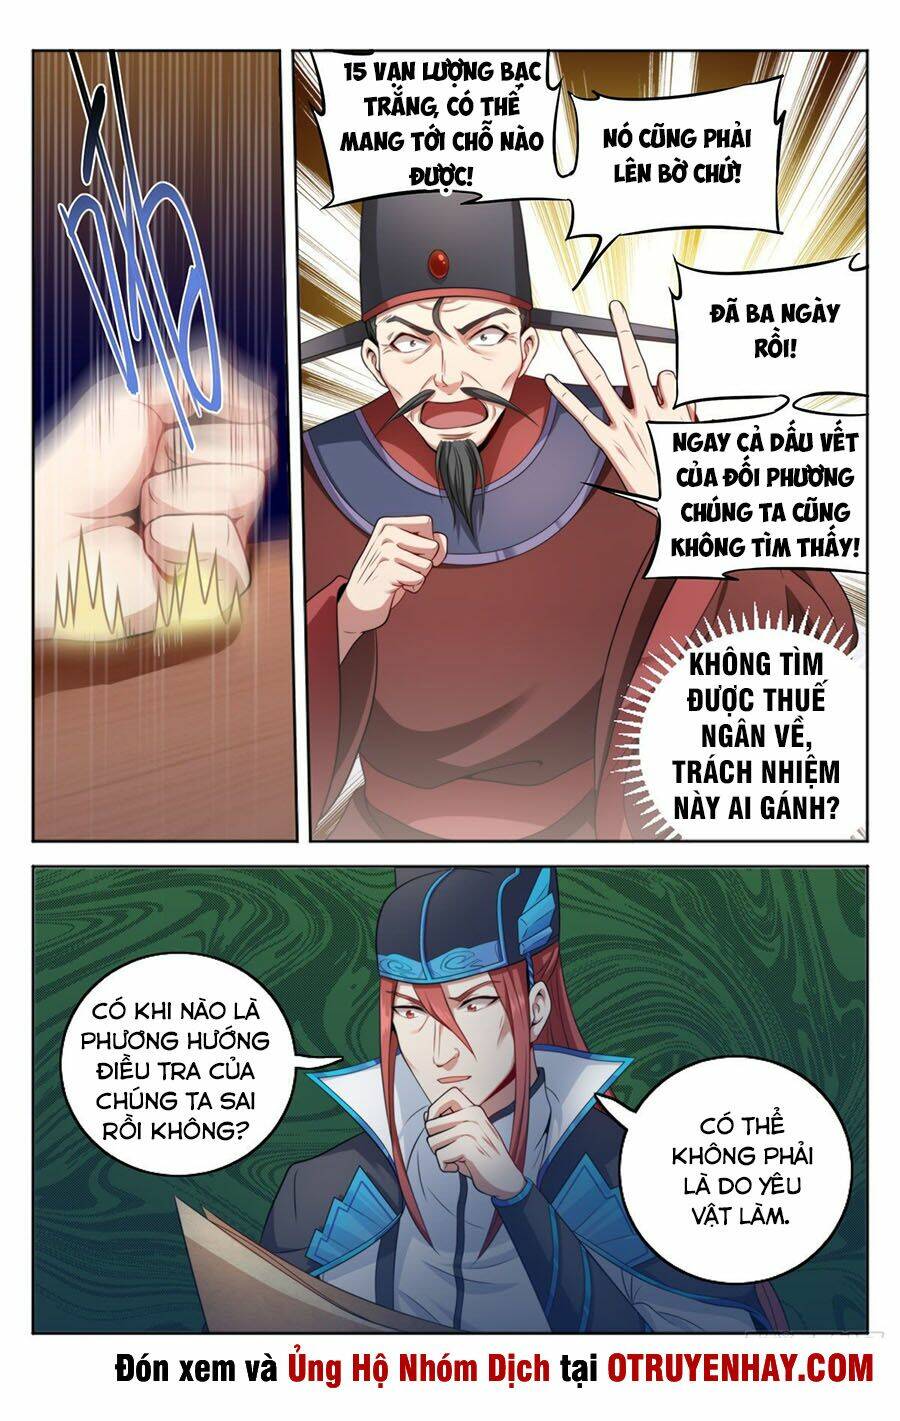 15 VẠN LƯỢNG BẠC
TRẮNG, CÓ THỂ
MANG TỚI CHỖ NÀO
ĐƯỢC!
NÓ CŨNG PHẢI
LÊN BỜ CHỨ!
ĐÃ BA NGÀY
RỒI!
NGAY CẢ DẤU VẾT
CỦA ĐỐI PHƯƠNG
CHÚNG TA CŨNG
KHÔNG TÌM THẤY!
KHÔNG TÌM
ĐƯỢC THUẾ
NGÂN VỀ,
TRÁCH NHIỆM
NÀY AI GÁNH?
CÓ KHI NÀO LÀ
PHƯƠNG HƯỚNG
ĐIỀU TRA CỦA
CHÚNG TA SAI
RỒI KHÔNG?
CÓ THỂ
KHÔNG PHẢI
LÀ DO YÊU
VẬT LÀM.
Đón xem và Ủng Hộ Nhóm Dịch tại OTRUYENHAY.COM